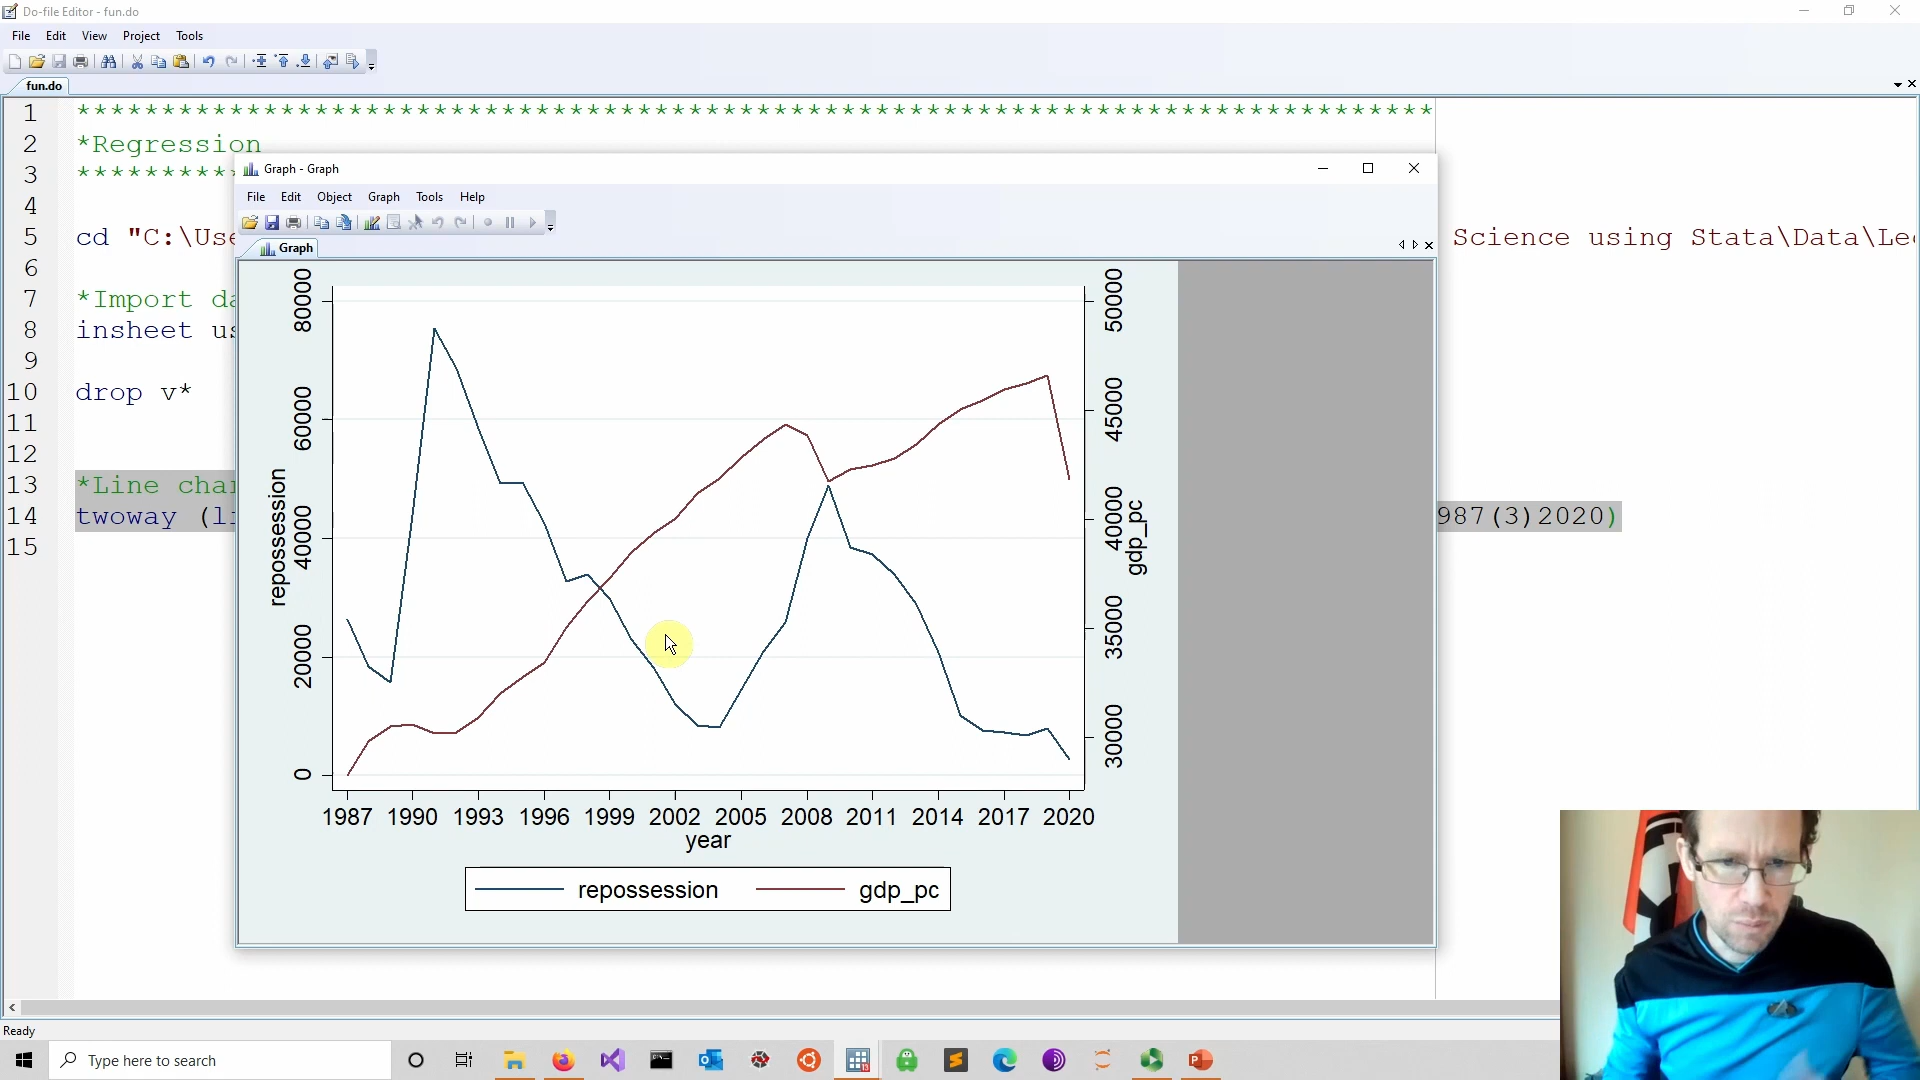 Do-file Editor - fun.do
File Edit View Project Tools
fun.do
1 ********************************************************************************
2 *Regression
3 **********
4
5 cd "C:\Use Science using Stata\Data\Lec
6
7 *Import da
8 insheet us
9
10 drop v*
11
12
13 *Line char
14 twoway (li 987(3)2020)
15
Graph - Graph
File Edit Object Graph Tools Help
Graph
80000
60000
40000
20000
0
repossession
50000
45000
40000
35000
30000
gdp_pc
1987 1990 1993 1996 1999 2002 2005 2008 2011 2014 2017 2020
year
repossession gdp_pc
Ready
Type here to search